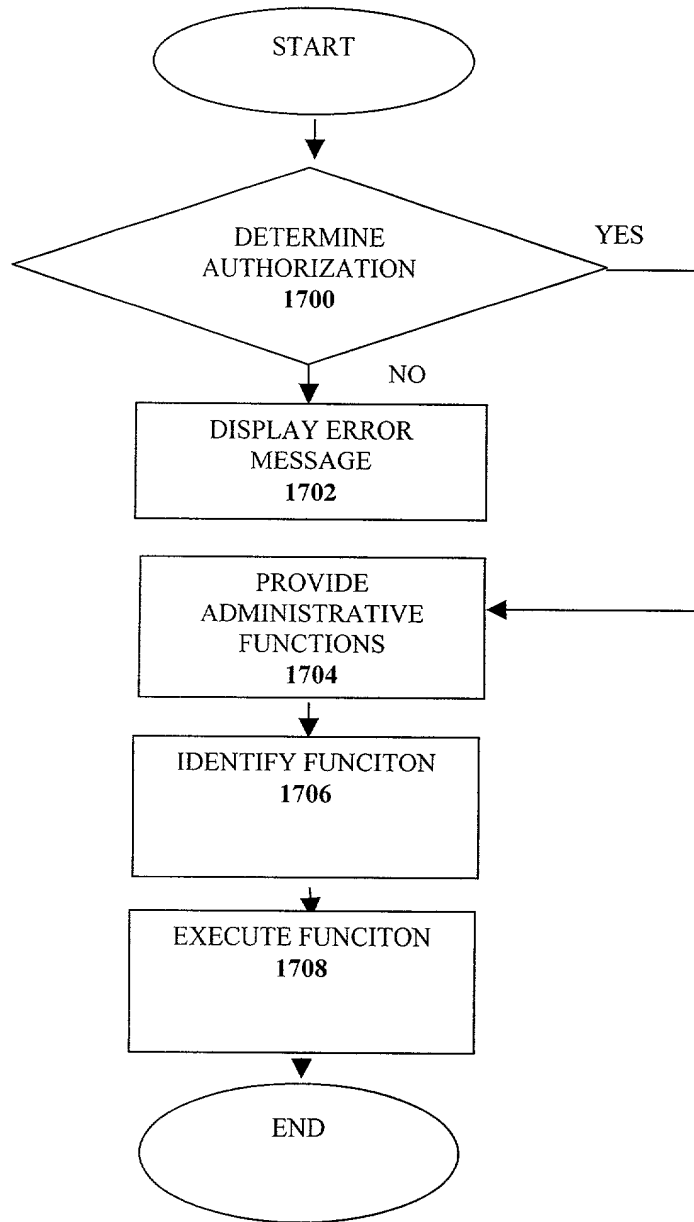 START
DETERMINE
AUTHORIZATION
1700
YES
NO
DISPLAY ERROR
MESSAGE
1702
PROVIDE
ADMINISTRATIVE
FUNCTIONS
1704
IDENTIFY FUNCITON
1706
EXECUTE FUNCITON
1708
END